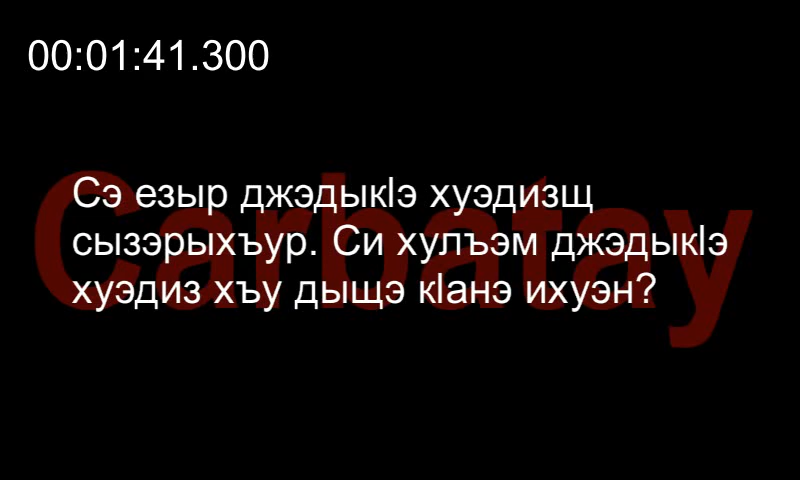 00:01:41.300
Сэ езыр джэдыкӏэ хуэдизщ
сызэрыхъур. Си хулъэм джэдыкӏэ
хуэдиз хъу дыщэ кӏанэ ихуэн?
Carbatay